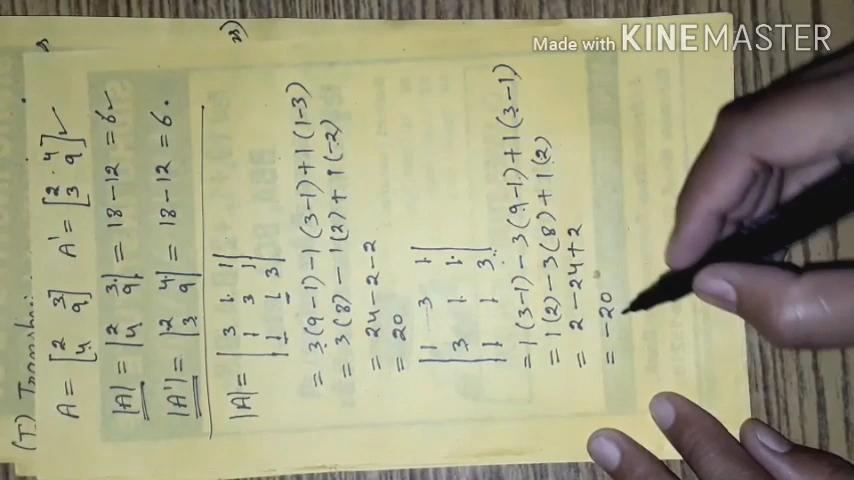 Made with KINEMASTER
(T.)
A = [2 3 4 9] A' = [2 4 3 9] ✓
|A| = |2 3 4 9| = 18 - 12 = 6 ✓
|A'| = |2 4 3 9| = 18 - 12 = 6.
|A| = |3 1 1
1 3 1
1 1 3|
= 3(9-1) -1(3-1) +1(1-3)
= 3(8) - 1(2) + 1(-2)
= 24 - 2 - 2
= 20
|1 3 1
3 1 1
1 1 3|
= 1(3-1) - 3(9-1) + 1(3-1)
= 1(2) - 3(8) + 1(2)
= 2 - 24 + 2
= -20